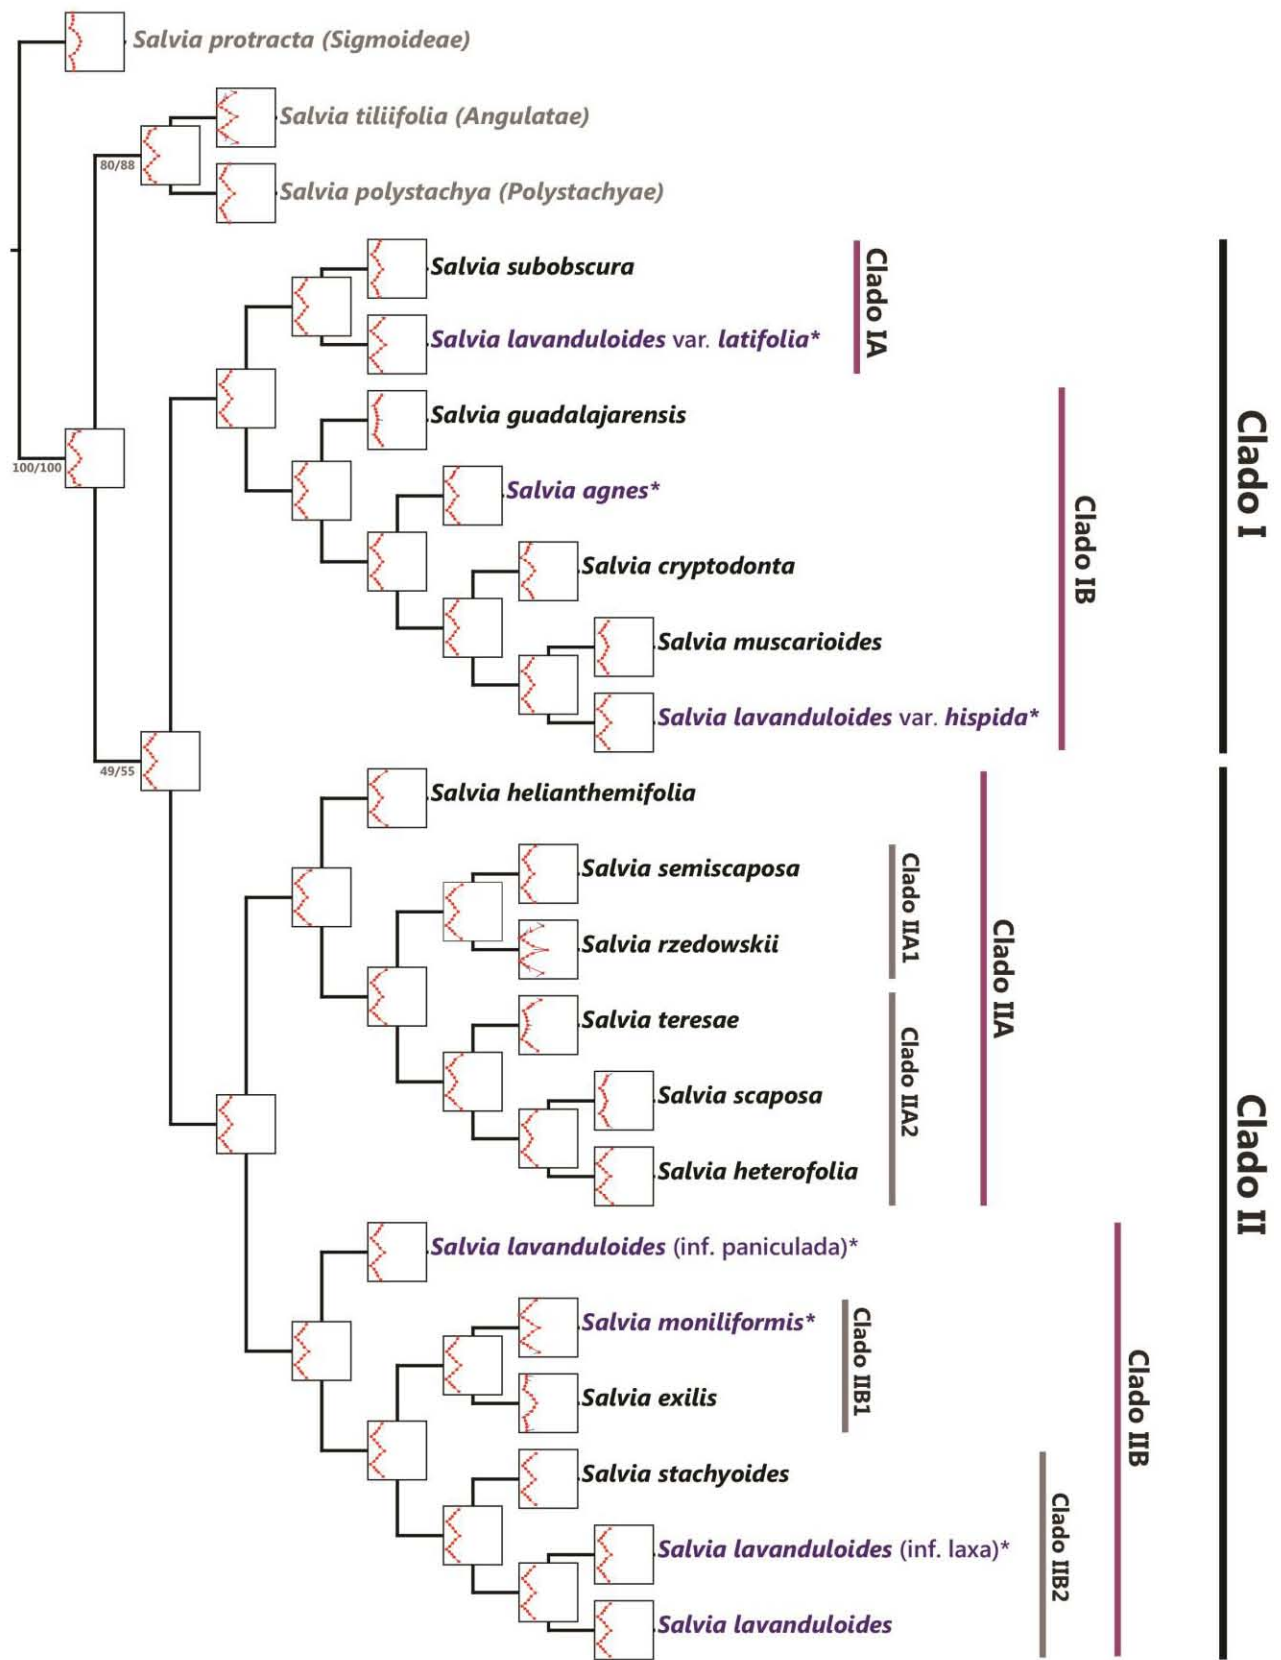 Salvia protracta (Sigmoideae)
Salvia tiliifolia (Angulatae)
80/88
Salvia polystachya (Polystachyae)
Salvia subobscura
Clado IA
Salvia lavanduloides var. latifolia*
Clado I
Salvia guadalajarensis
100/100
Salvia agnes*
Clado IB
Salvia cryptodonta
Salvia muscarioides
Salvia lavanduloides var. hispida*
49/55
Salvia helianthemifolia
Salvia semiscaposa
Clado IIA1
Salvia rzedowskii
Clado IIA
Salvia teresae
Clado IIA2
Salvia scaposa
Clado II
Salvia heterofolia
Salvia lavanduloides (inf. paniculada)*
Salvia moniliformis*
Clado IIB1
Salvia exilis
Clado IIB
Salvia stachyoides
Salvia lavanduloides (inf. laxa)*
Clado IIB2
Salvia lavanduloides